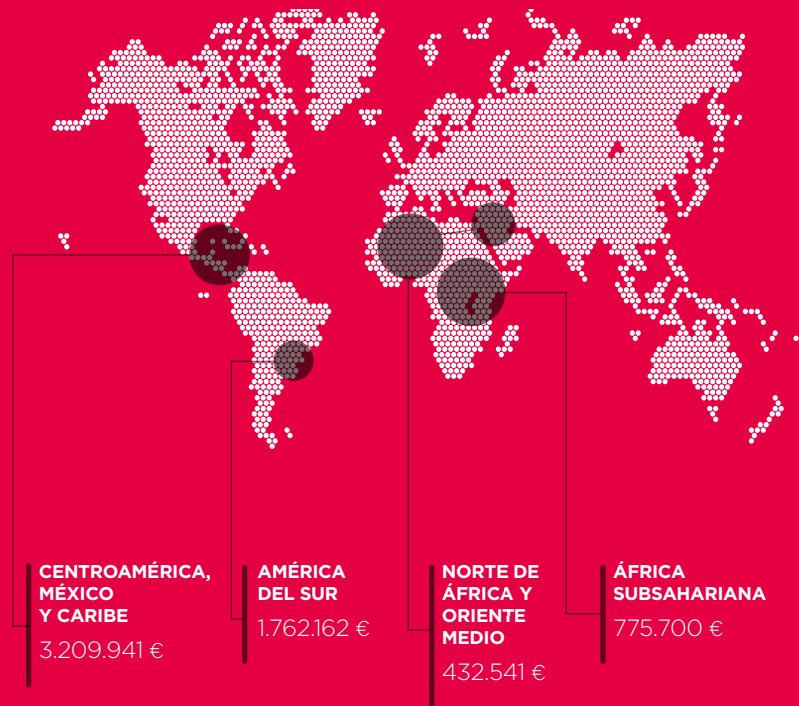 CENTROAMÉRICA,
MÉXICO
Y CARIBE
3.209.941 €
AMÉRICA
DEL SUR
1.762.162 €
NORTE DE
ÁFRICA Y
ORIENTE
MEDIO
432.541 €
ÁFRICA
SUBSAHARIANA
775.700 €